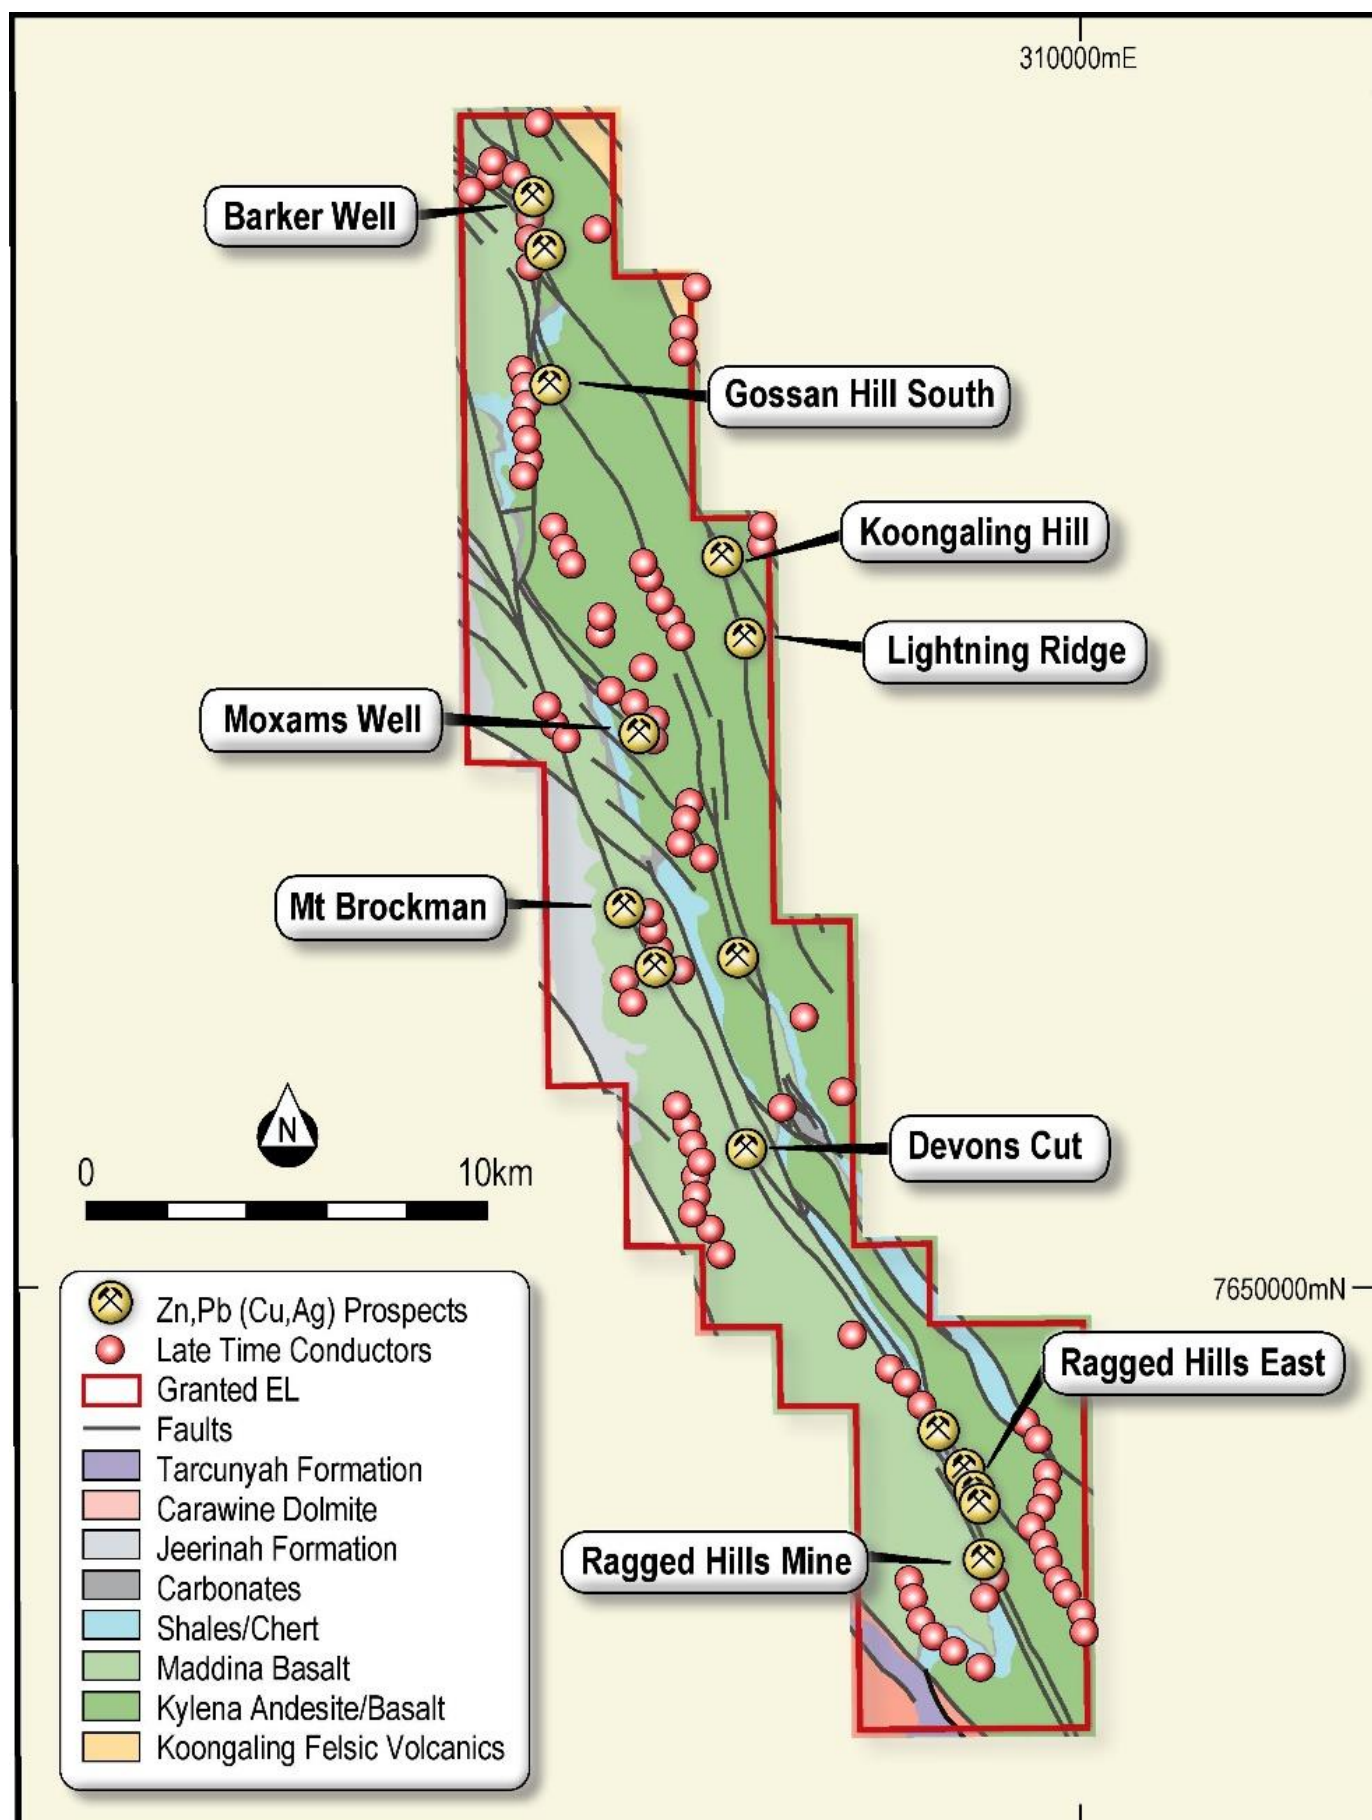 310000mE
Barker Well
Gossan Hill South
Koongaling Hill
Lightning Ridge
Moxams Well
Mt Brockman
N
Devons Cut
0 10km
7650000mN
Ragged Hills East
Ragged Hills Mine
Zn,Pb (Cu,Ag) Prospects
Late Time Conductors
Granted EL
Faults
Tarcunyah Formation
Carawine Dolmite
Jeerinah Formation
Carbonates
Shales/Chert
Maddina Basalt
Kylena Andesite/Basalt
Koongaling Felsic Volcanics